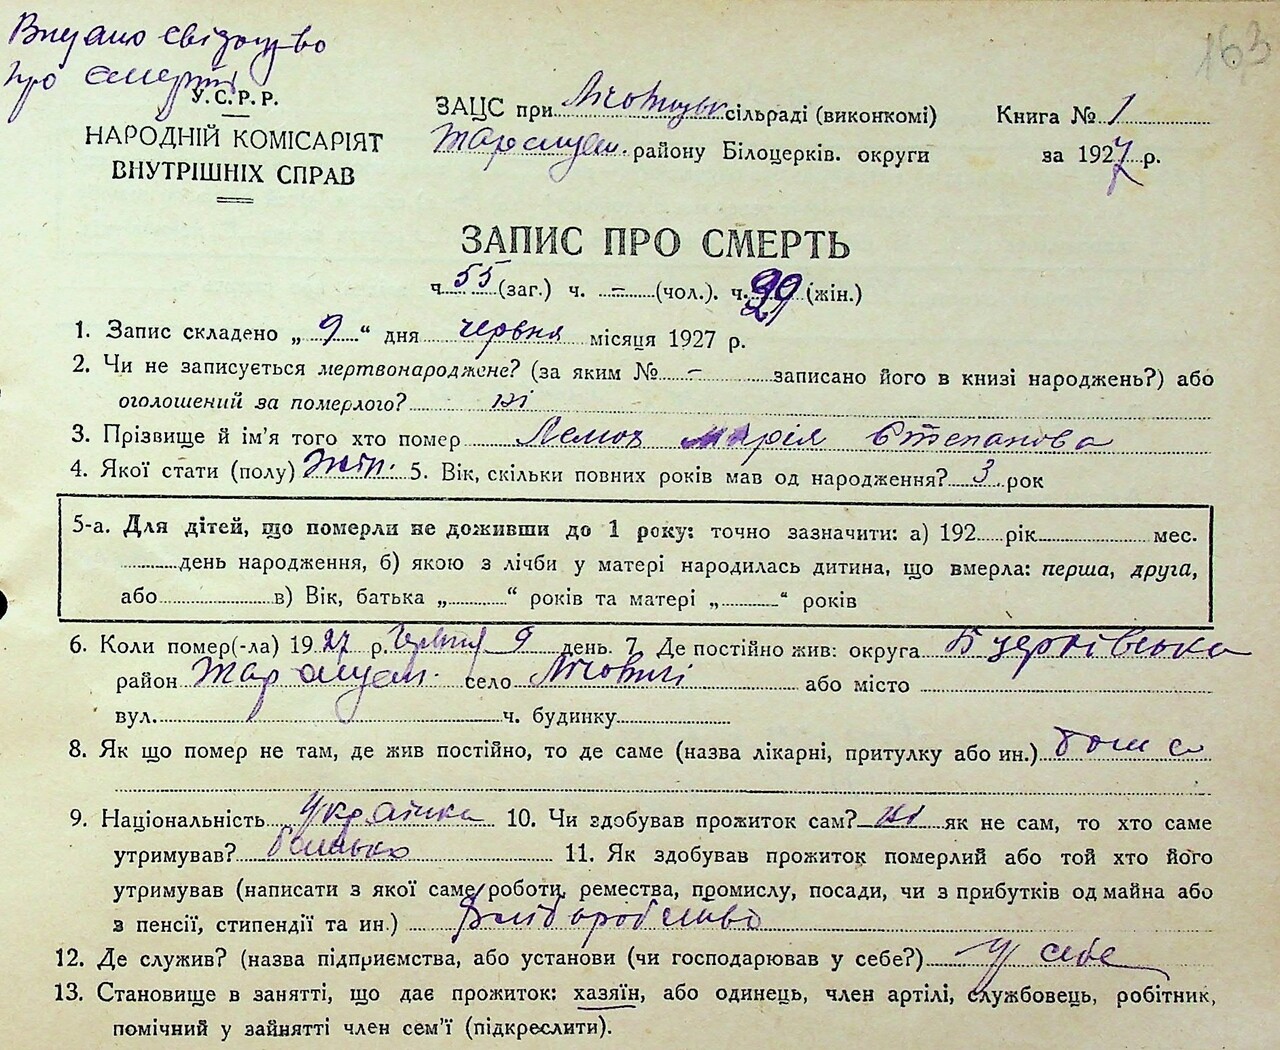 Видано свідоцтво
про смерть
163
У.С.Р.Р.
НАРОДНІЙ КОМІСАРІЯТ
ВНУТРІШНІХ СПРАВ
ЗАЦС при сільраді (виконкомі)
району Білоцерків. округи
Книга № 1
за 1927 р.
ЗАПИС ПРО СМЕРТЬ
ч. 55 (заг.) ч. – (чол.). ч. 29 (жін.)
1. Запис складено „ 9 “ дня червня місяця 1927 р.
2. Чи не записується мертвонароджене? (за яким № – записано його в книзі народжень?) або
оголошений за померлого? ні
3. Прізвище й ім'я того хто помер Марія Степанова
4. Якої стати (полу) жін. 5. Вік, скільки повних років мав од народження? 3 рок
5-а. Для дітей, що померли не доживши до 1 року: точно зазначити: а) 192 рік мес.
день народження, б) якою з лічби у матері народилась дитина, що вмерла: перша, друга,
або в) Вік, батька „ “ років та матері „ “ років
6. Коли помер(-ла) 1927 р. червня 9 день. 7. Де постійно жив: округа Б церківська
район село або місто
вул. ч. будинку
8. Як що помер не там, де жив постійно, то де саме (назва лікарні, притулку або ин.)
9. Національність Українка 10. Чи здобував прожиток сам? ні як не сам, то хто саме
утримував? батько 11. Як здобував прожиток померлий або той хто його
утримував (написати з якої саме роботи, ремества, промислу, посади, чи з прибутків од майна або
з пенсії, стипендії та ин.) хліборобство
12. Де служив? (назва підприємства, або установи (чи господарював у себе?) у себе
13. Становище в занятті, що дає прожиток: хазяїн, або одинець, член артілі, службовець, робітник,
помічний у зайнятті член сем'ї (підкреслити).